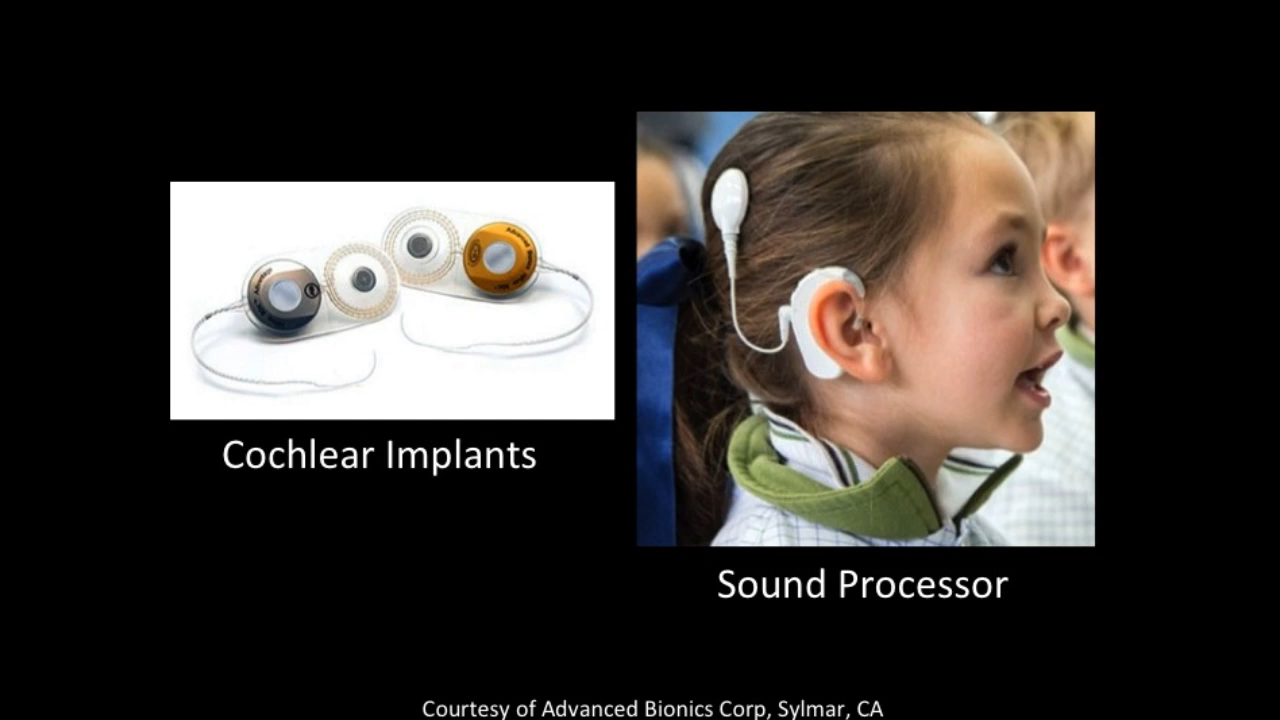 Cochlear Implants
Sound Processor
Courtesy of Advanced Bionics Corp, Sylmar, CA